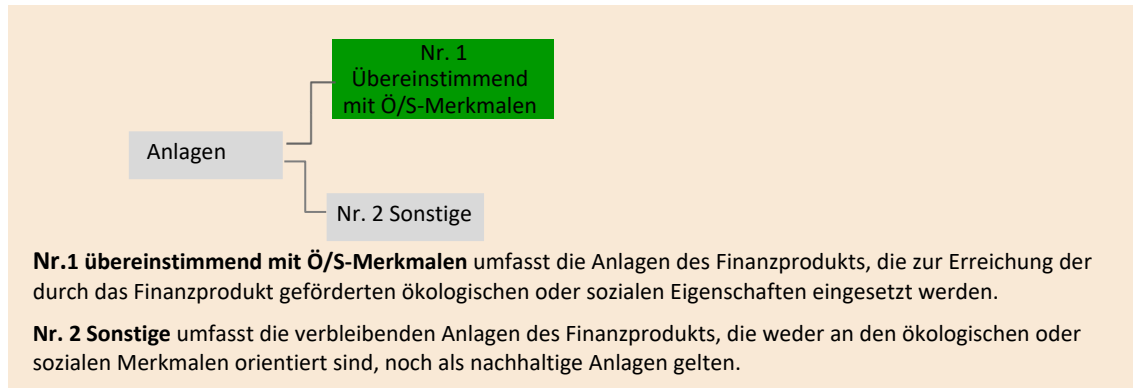 Nr. 1
Übereinstimmend
mit Ö/S-Merkmalen
Anlagen
Nr. 2 Sonstige
Nr.1 übereinstimmend mit Ö/S-Merkmalen umfasst die Anlagen des Finanzprodukts, die zur Erreichung der
durch das Finanzprodukt geförderten ökologischen oder sozialen Eigenschaften eingesetzt werden.
Nr. 2 Sonstige umfasst die verbleibenden Anlagen des Finanzprodukts, die weder an den ökologischen oder
sozialen Merkmalen orientiert sind, noch als nachhaltige Anlagen gelten.